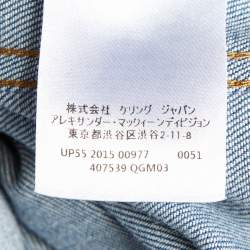 株式会社 ケリング ジャパン
アレキサンダー・マックィーンディビジョン
東京都渋谷区渋谷2-11-8
UPS5 2015 00977 0051
407539 QGM03